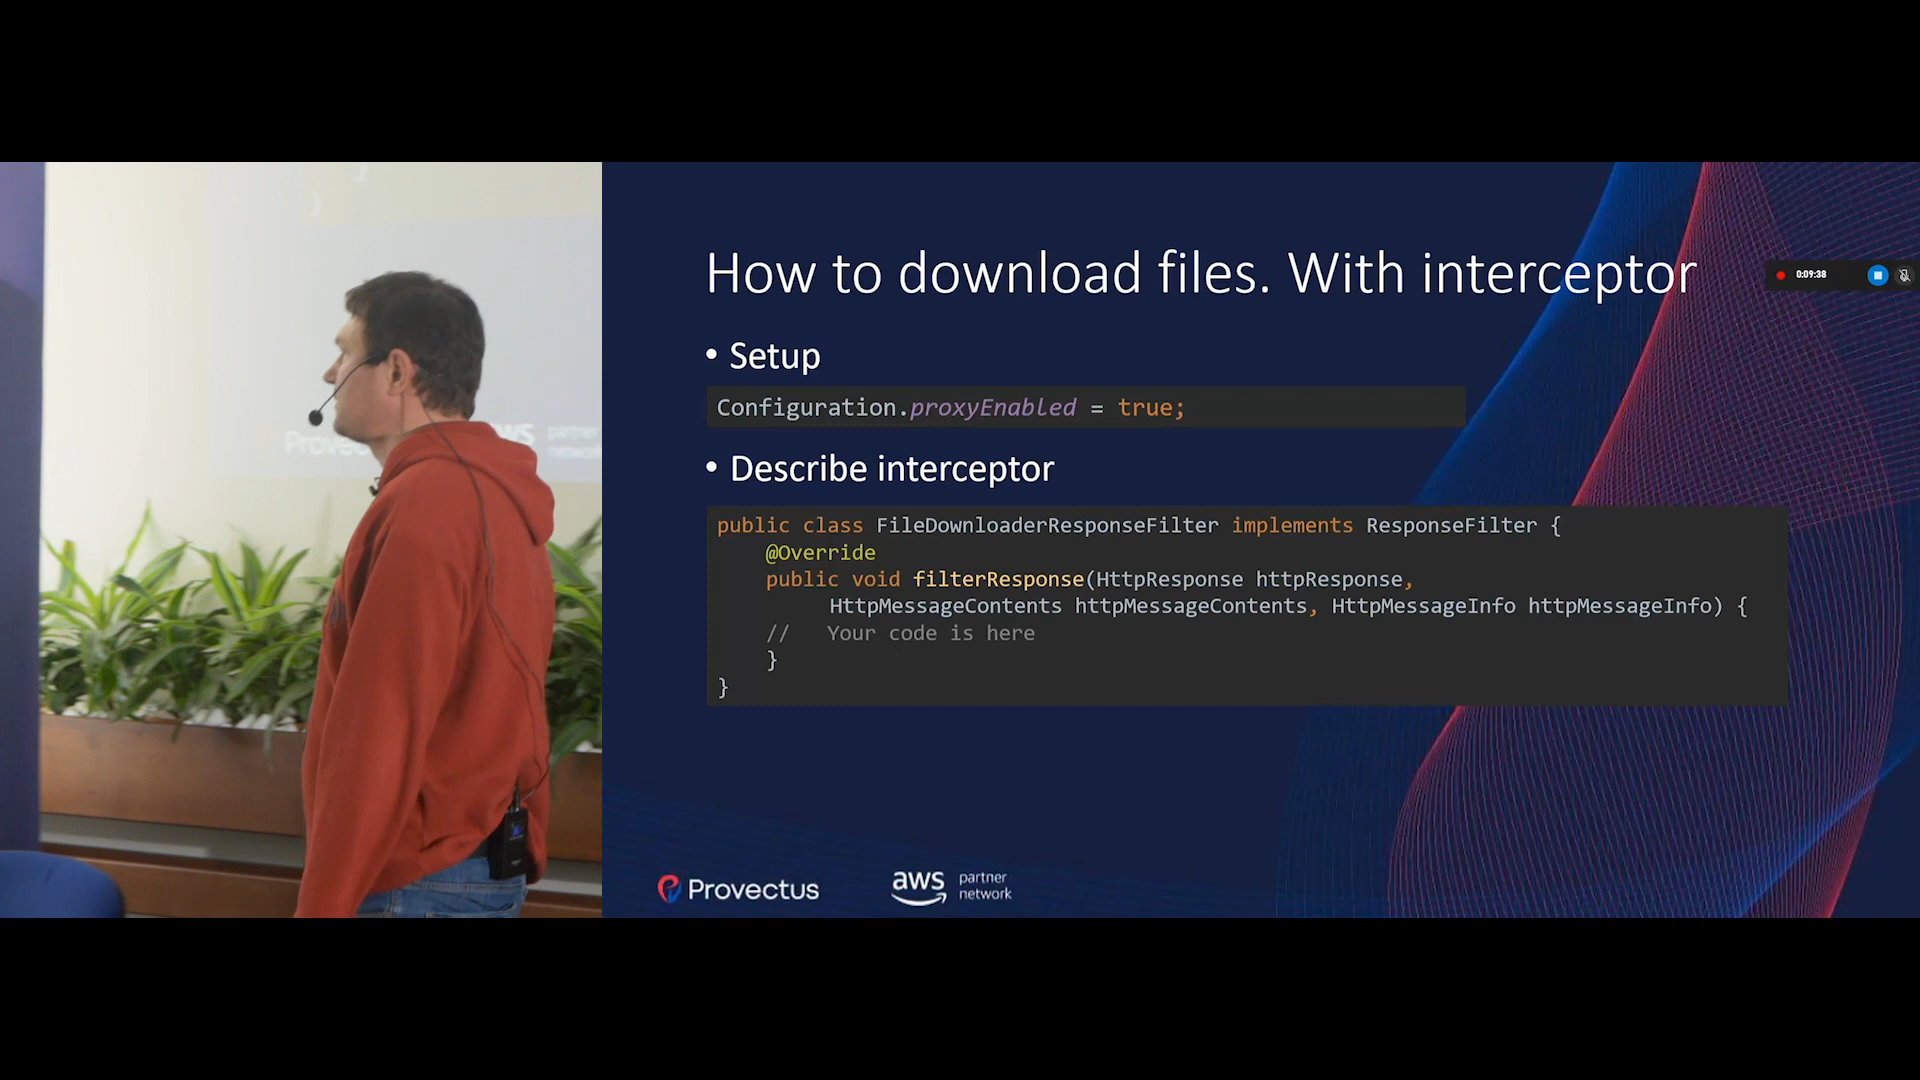 How to download files. With interceptor
0:09:38
• Setup
Configuration.proxyEnabled = true;
• Describe interceptor
public class FileDownloaderResponseFilter implements ResponseFilter {
@Override
public void filterResponse(HttpResponse httpResponse,
HttpMessageContents httpMessageContents, HttpMessageInfo httpMessageInfo) {
// Your code is here
}
}
Provectus
aws partner network